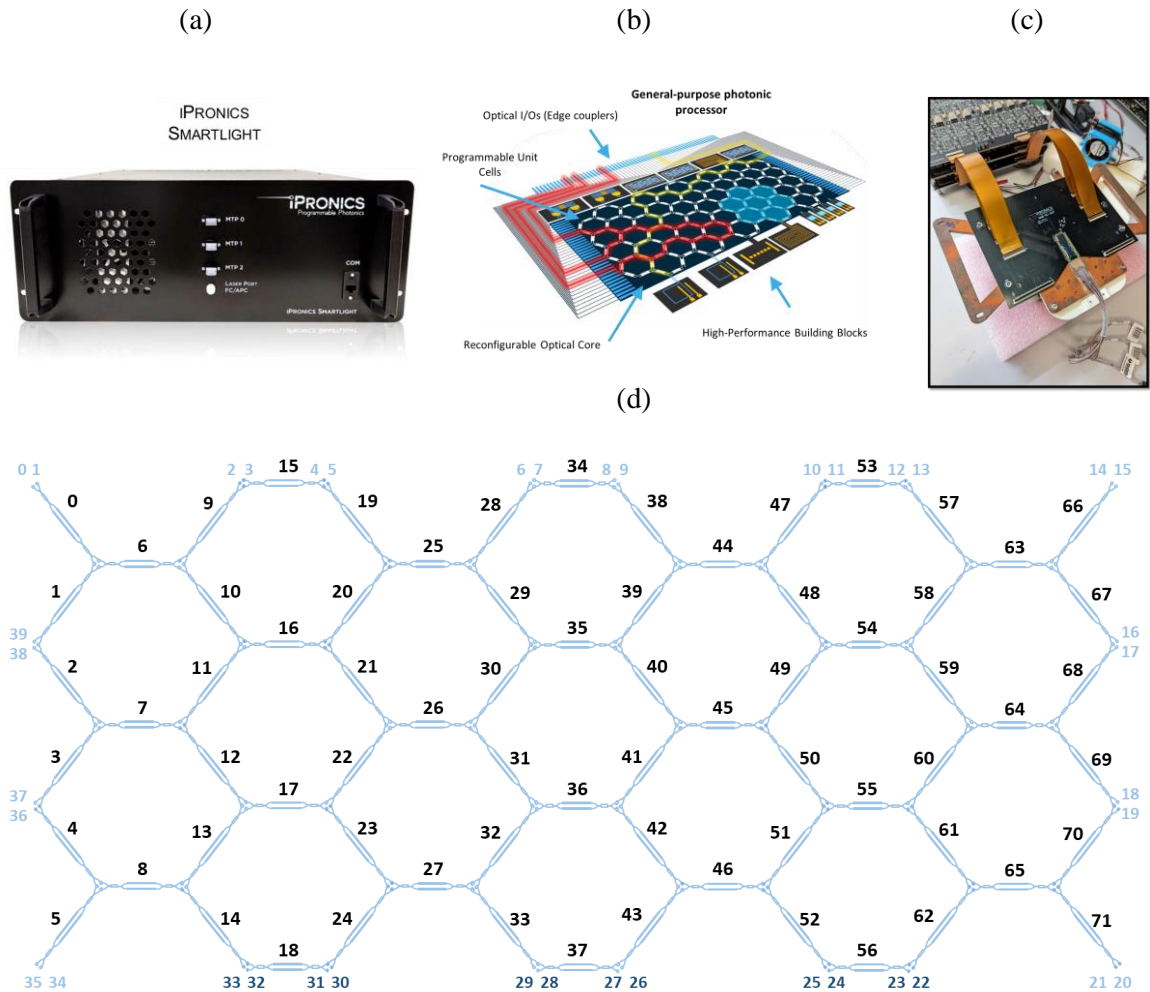 (a)
(b)
(c)
iPRONICS
SMARTLIGHT
iPRONICS
Programmable Photonics
MTP 0
MTP 1
MTP 2
LASER PORT
FC/APC
COM
iPRONICS SMARTLIGHT
General-purpose photonic
processor
Optical I/Os (Edge couplers)
Programmable Unit
Cells
High-Performance Building Blocks
Reconfigurable Optical Core
(d)
0 1 2 3 15 4 5 6 7 34 8 9 10 11 53 12 13 14 15
0 9 19 28 38 47 57 66
6 25 44 63
1 10 20 29 39 48 58 67
39 16 35 54 16
38 17
2 11 21 30 40 49 59 68
7 26 45 64
3 12 22 31 41 50 60 69
37 17 36 55 18
36 19
4 13 23 32 42 51 61 70
8 27 46 65
5 14 24 33 43 52 62 71
18 37 56
35 34 33 32 31 30 29 28 27 26 25 24 23 22 21 20